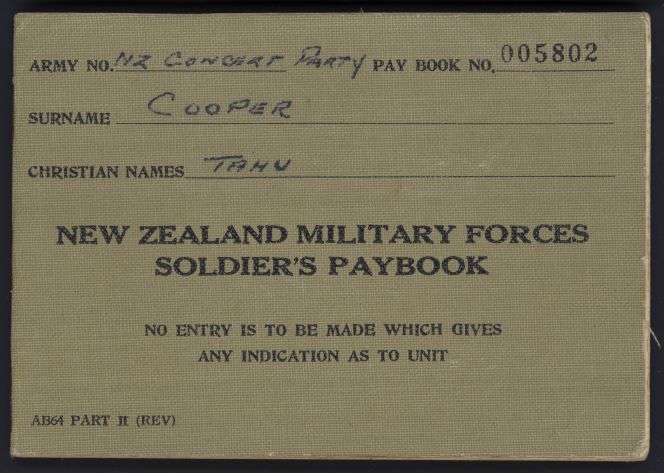 ARMY NO. NZ CONCERT PARTY PAY BOOK NO. 005802
SURNAME COOPER
CHRISTIAN NAMES TAHU
NEW ZEALAND MILITARY FORCES
SOLDIER'S PAYBOOK
NO ENTRY IS TO BE MADE WHICH GIVES
ANY INDICATION AS TO UNIT
AB64 PART II (REV)